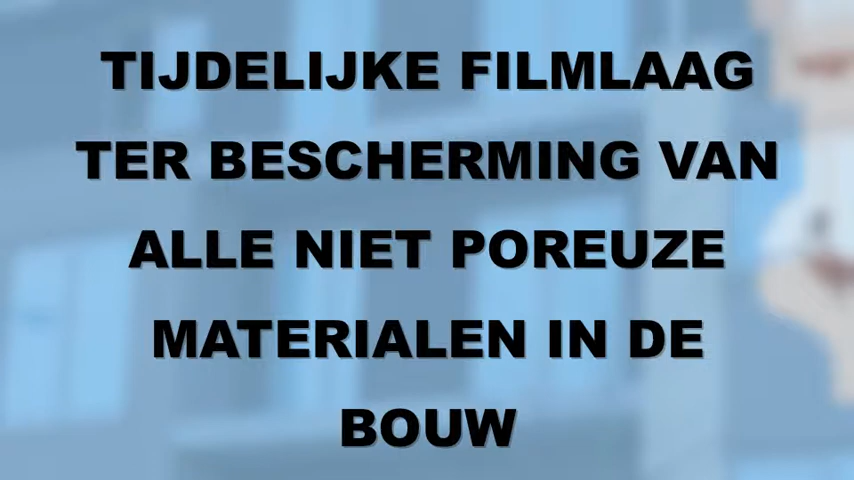 TIJDELIJKE FILMLAAG
TER BESCHERMING VAN
ALLE NIET POREUZE
MATERIALEN IN DE
BOUW